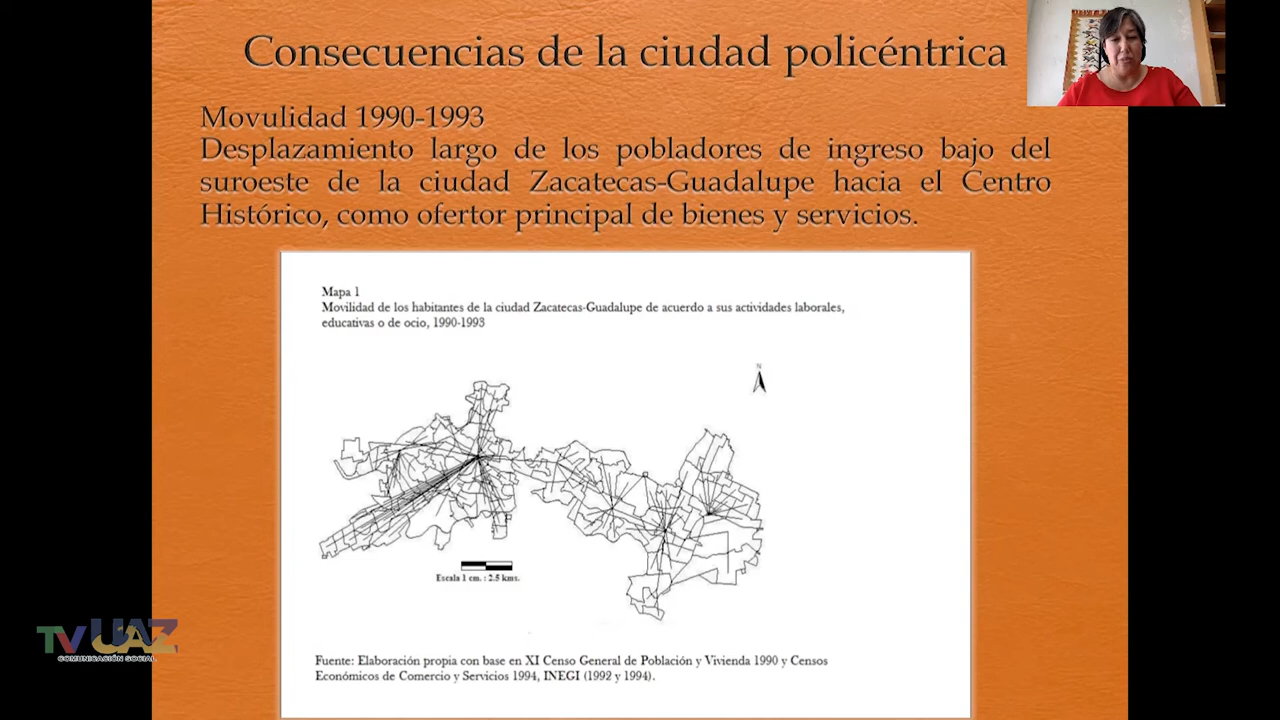 Consecuencias de la ciudad policéntrica
Movulidad 1990-1993
Desplazamiento largo de los pobladores de ingreso bajo del
suroeste de la ciudad Zacatecas-Guadalupe hacia el Centro
Histórico, como ofertor principal de bienes y servicios.
Mapa 1
Movilidad de los habitantes de la ciudad Zacatecas-Guadalupe de acuerdo a sus actividades laborales,
educativas o de ocio, 1990-1993
N
Escala 1 cm. : 2.5 kms.
TVUAZ
COMUNICACIÓN SOCIAL
Fuente: Elaboración propia con base en XI Censo General de Población y Vivienda 1990 y Censos
Económicos de Comercio y Servicios 1994, INEGI (1992 y 1994).